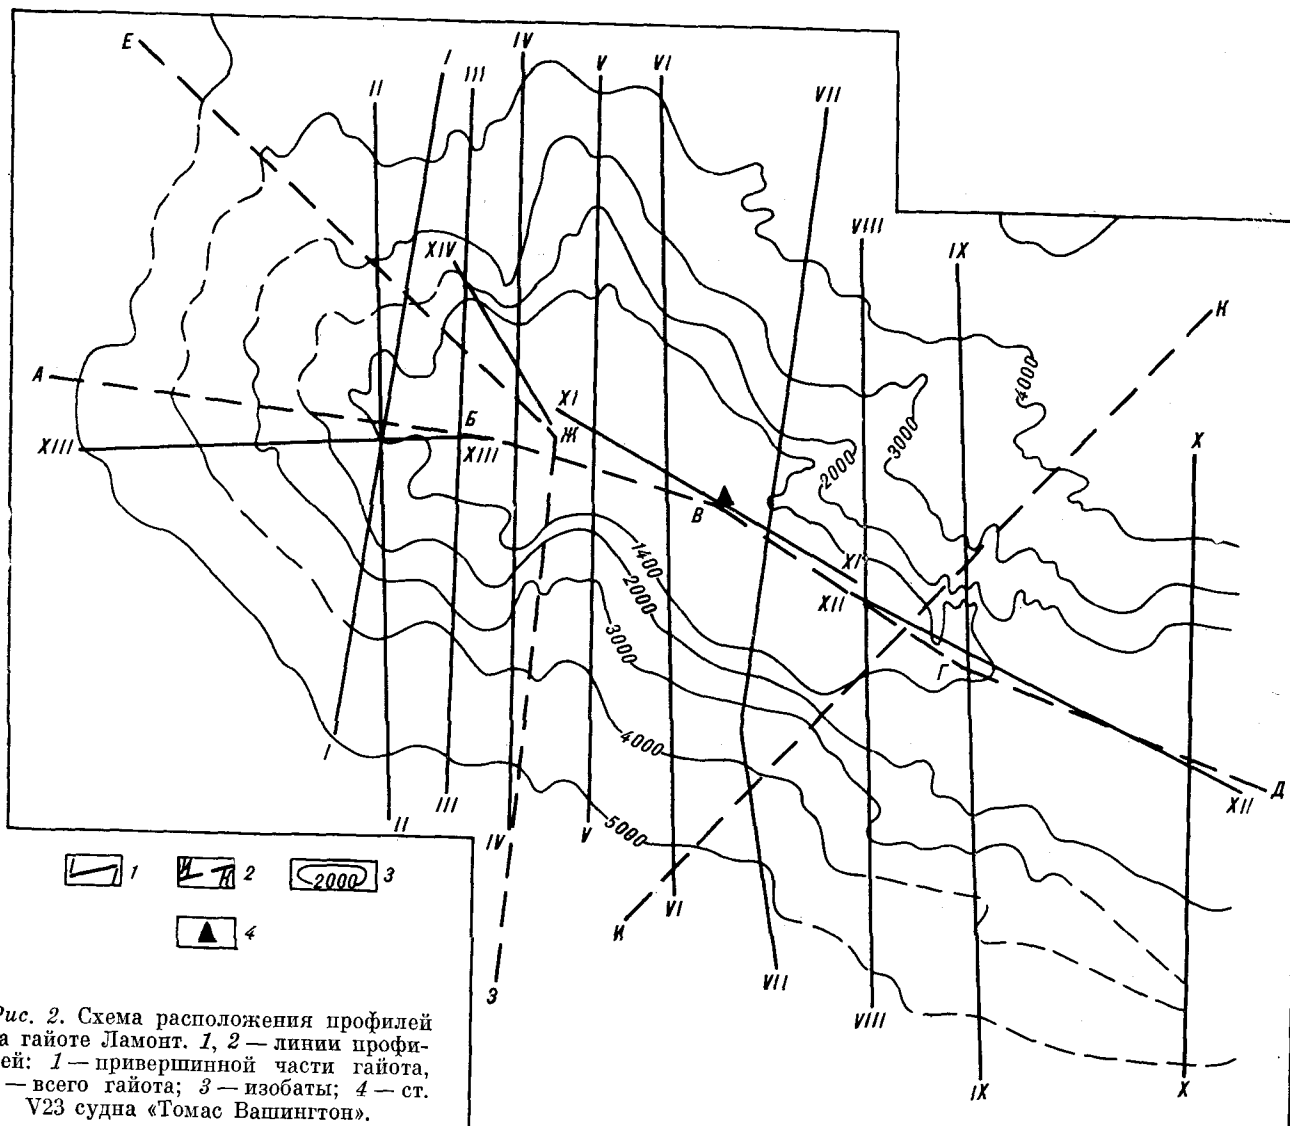 Е
I
II
III
IV
V
VI
VII
VIII
IX
К
4000
X
А
XIV
XI
Б
Ж
XIII
XIII
3000
2000
В
1400
XI
2000
XII
3000
Г
4000
I
III
II
IV
V
5000
XII
Д
VI
И
VII
З
VIII
IX
X
1
И К 2
2000 3
4
Рис. 2. Схема расположения профилей
на гайоте Ламонт. 1, 2 — линии профи-
лей: 1 — привершинной части гайота,
— всего гайота; 3 — изобаты; 4 — ст.
V23 судна «Томас Вашингтон».